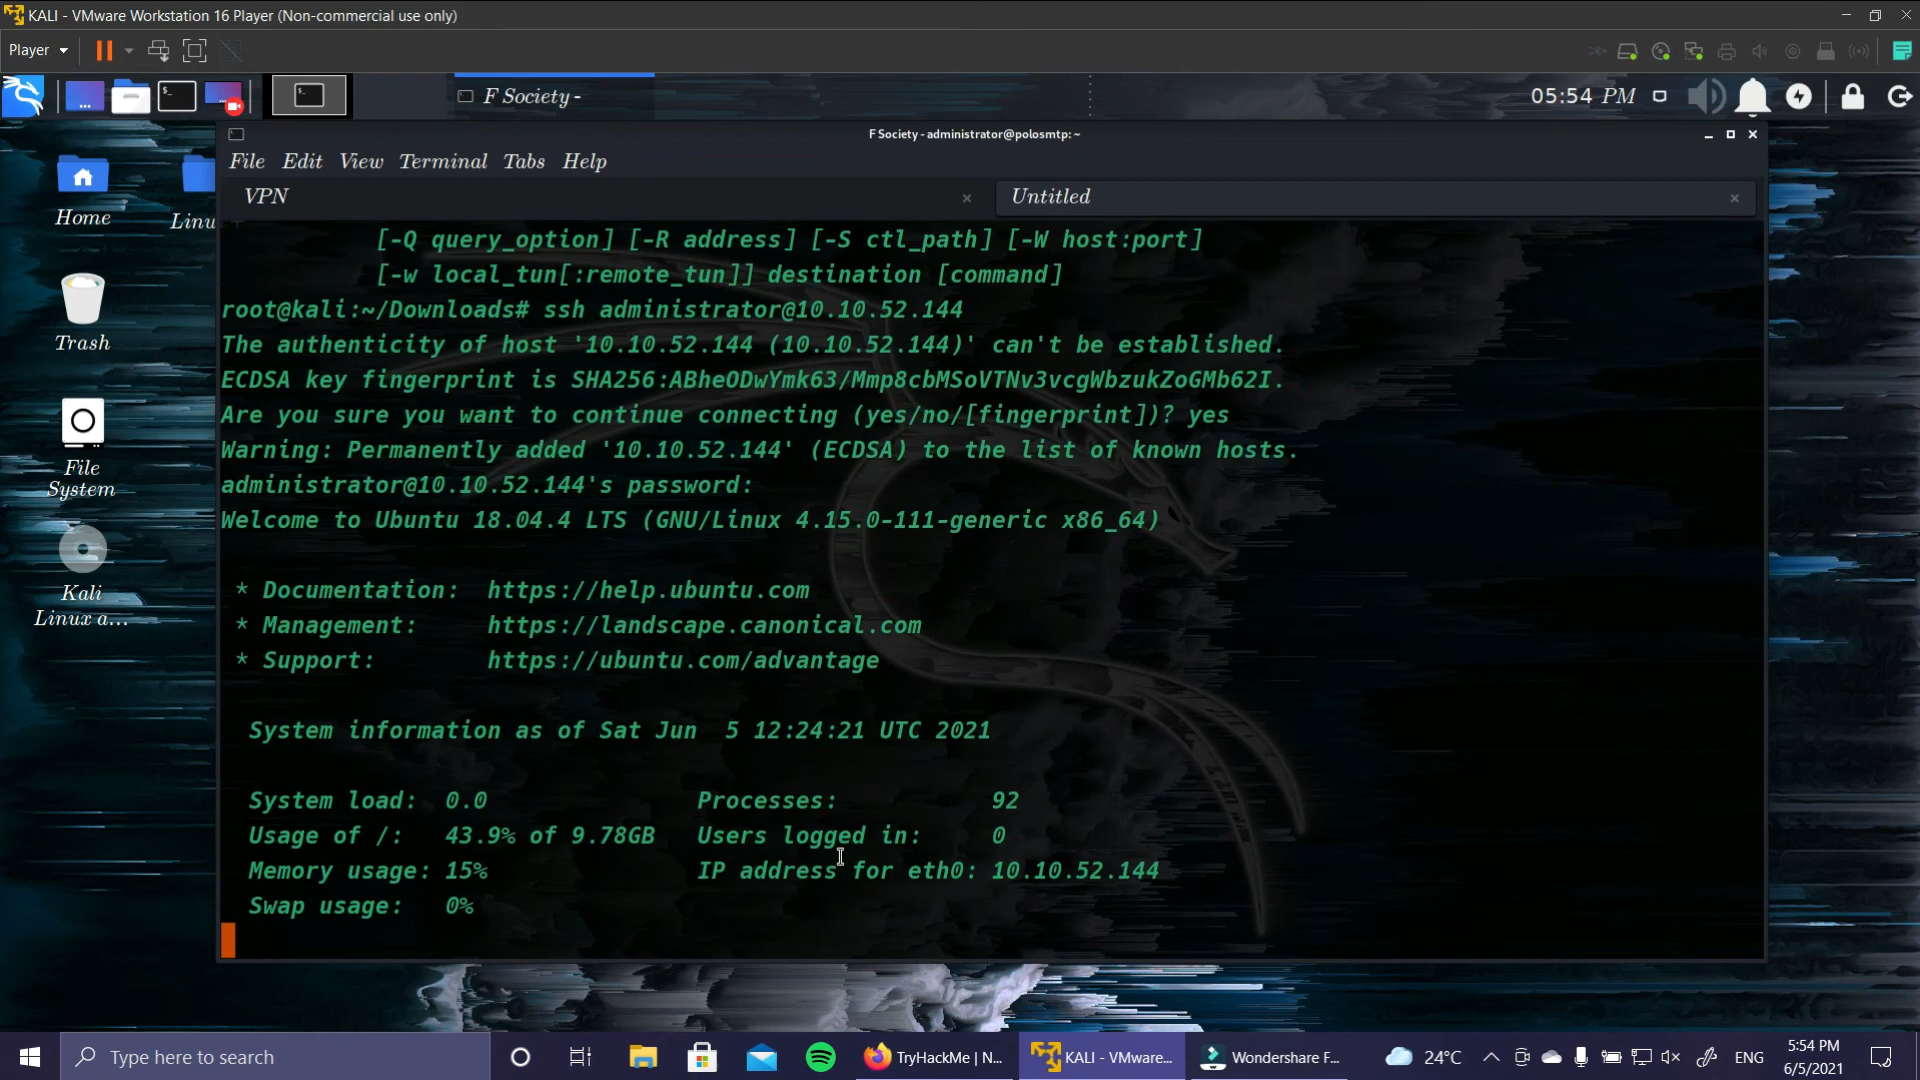 KALI - VMware Workstation 16 Player (Non-commercial use only)
Player
F Society -
05:54 PM
F Society - administrator@polosmtp: ~
File Edit View Terminal Tabs Help
VPN
Untitled
Home
Linu
Trash
File
System
Kali
Linux a...
[-Q query_option] [-R address] [-S ctl_path] [-W host:port]
[-w local_tun[:remote_tun]] destination [command]
root@kali:~/Downloads# ssh administrator@10.10.52.144
The authenticity of host '10.10.52.144 (10.10.52.144)' can't be established.
ECDSA key fingerprint is SHA256:ABheODwYmk63/Mmp8cbMSoVTNv3vcgWbzukZoGMb62I.
Are you sure you want to continue connecting (yes/no/[fingerprint])? yes
Warning: Permanently added '10.10.52.144' (ECDSA) to the list of known hosts.
administrator@10.10.52.144's password:
Welcome to Ubuntu 18.04.4 LTS (GNU/Linux 4.15.0-111-generic x86_64)
* Documentation: https://help.ubuntu.com
* Management: https://landscape.canonical.com
* Support: https://ubuntu.com/advantage
System information as of Sat Jun 5 12:24:21 UTC 2021
System load: 0.0 Processes: 92
Usage of /: 43.9% of 9.78GB Users logged in: 0
Memory usage: 15% IP address for eth0: 10.10.52.144
Swap usage: 0%
Type here to search
TryHackMe | N...
KALI - VMware...
Wondershare F...
24°C
ENG
5:54 PM
6/5/2021